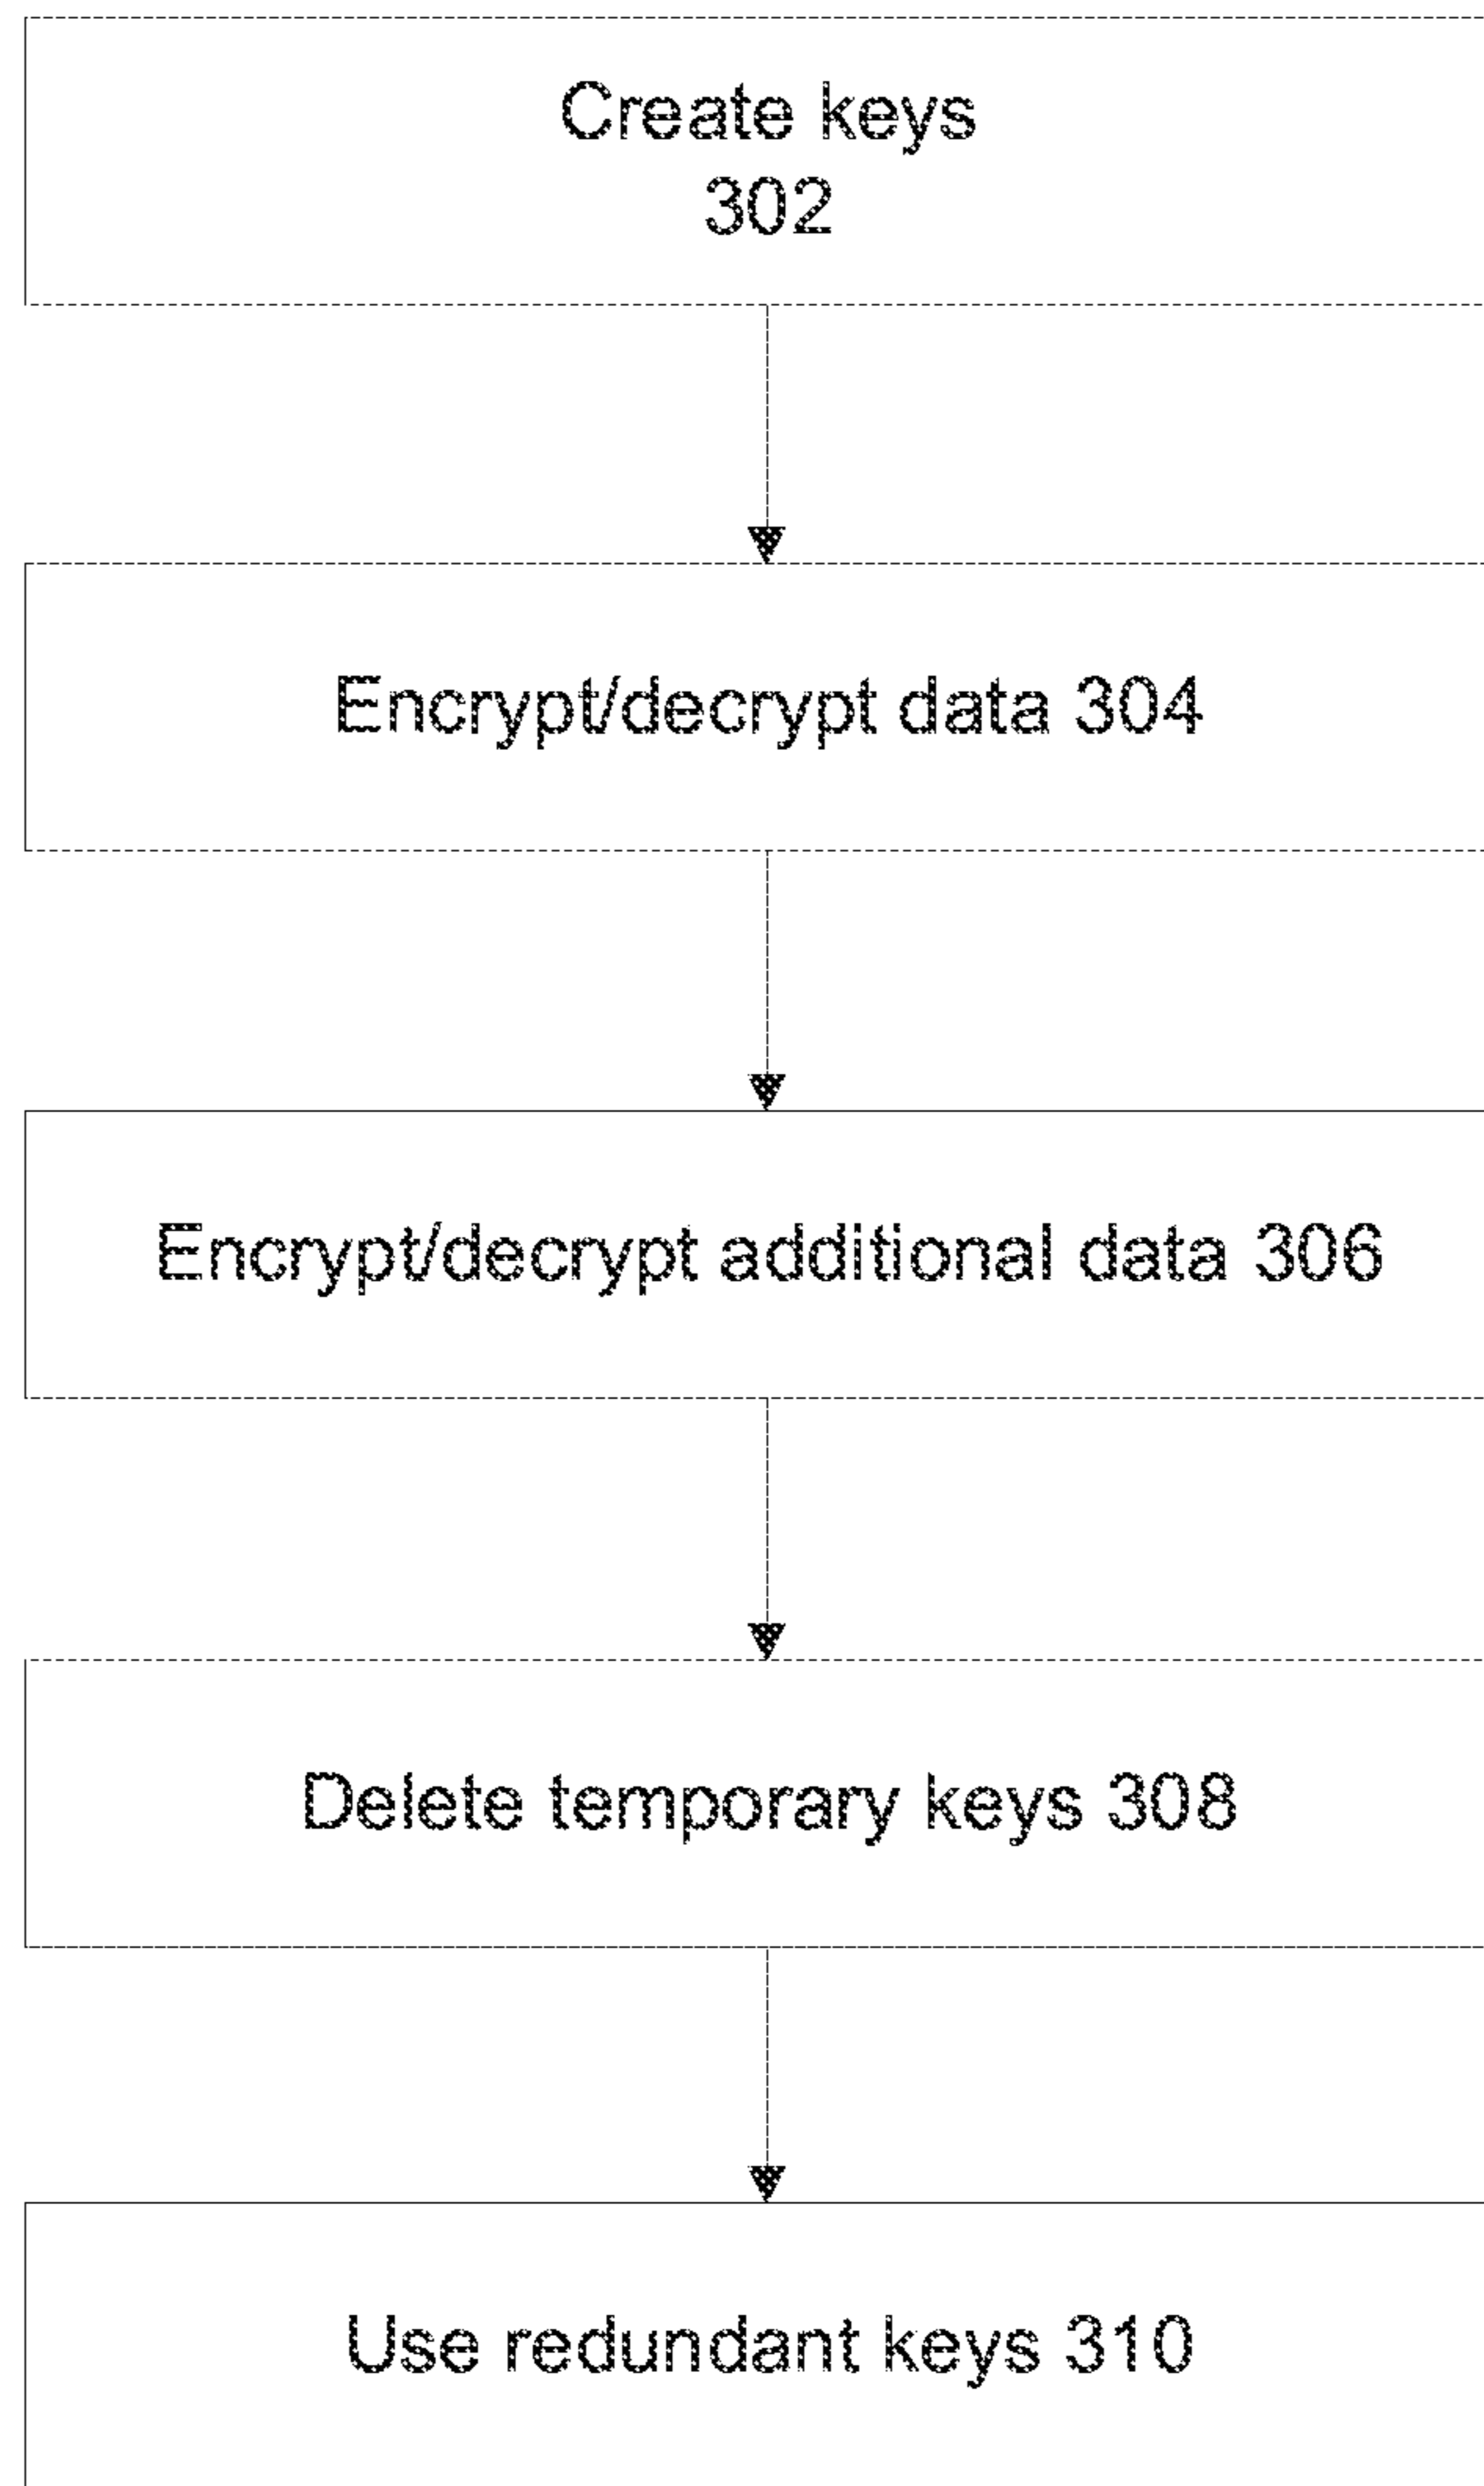 Create keys
302
Encrypt/decrypt data 304
Encrypt/decrypt additional data 306
Delete temporary keys 308
Use redundant keys 310